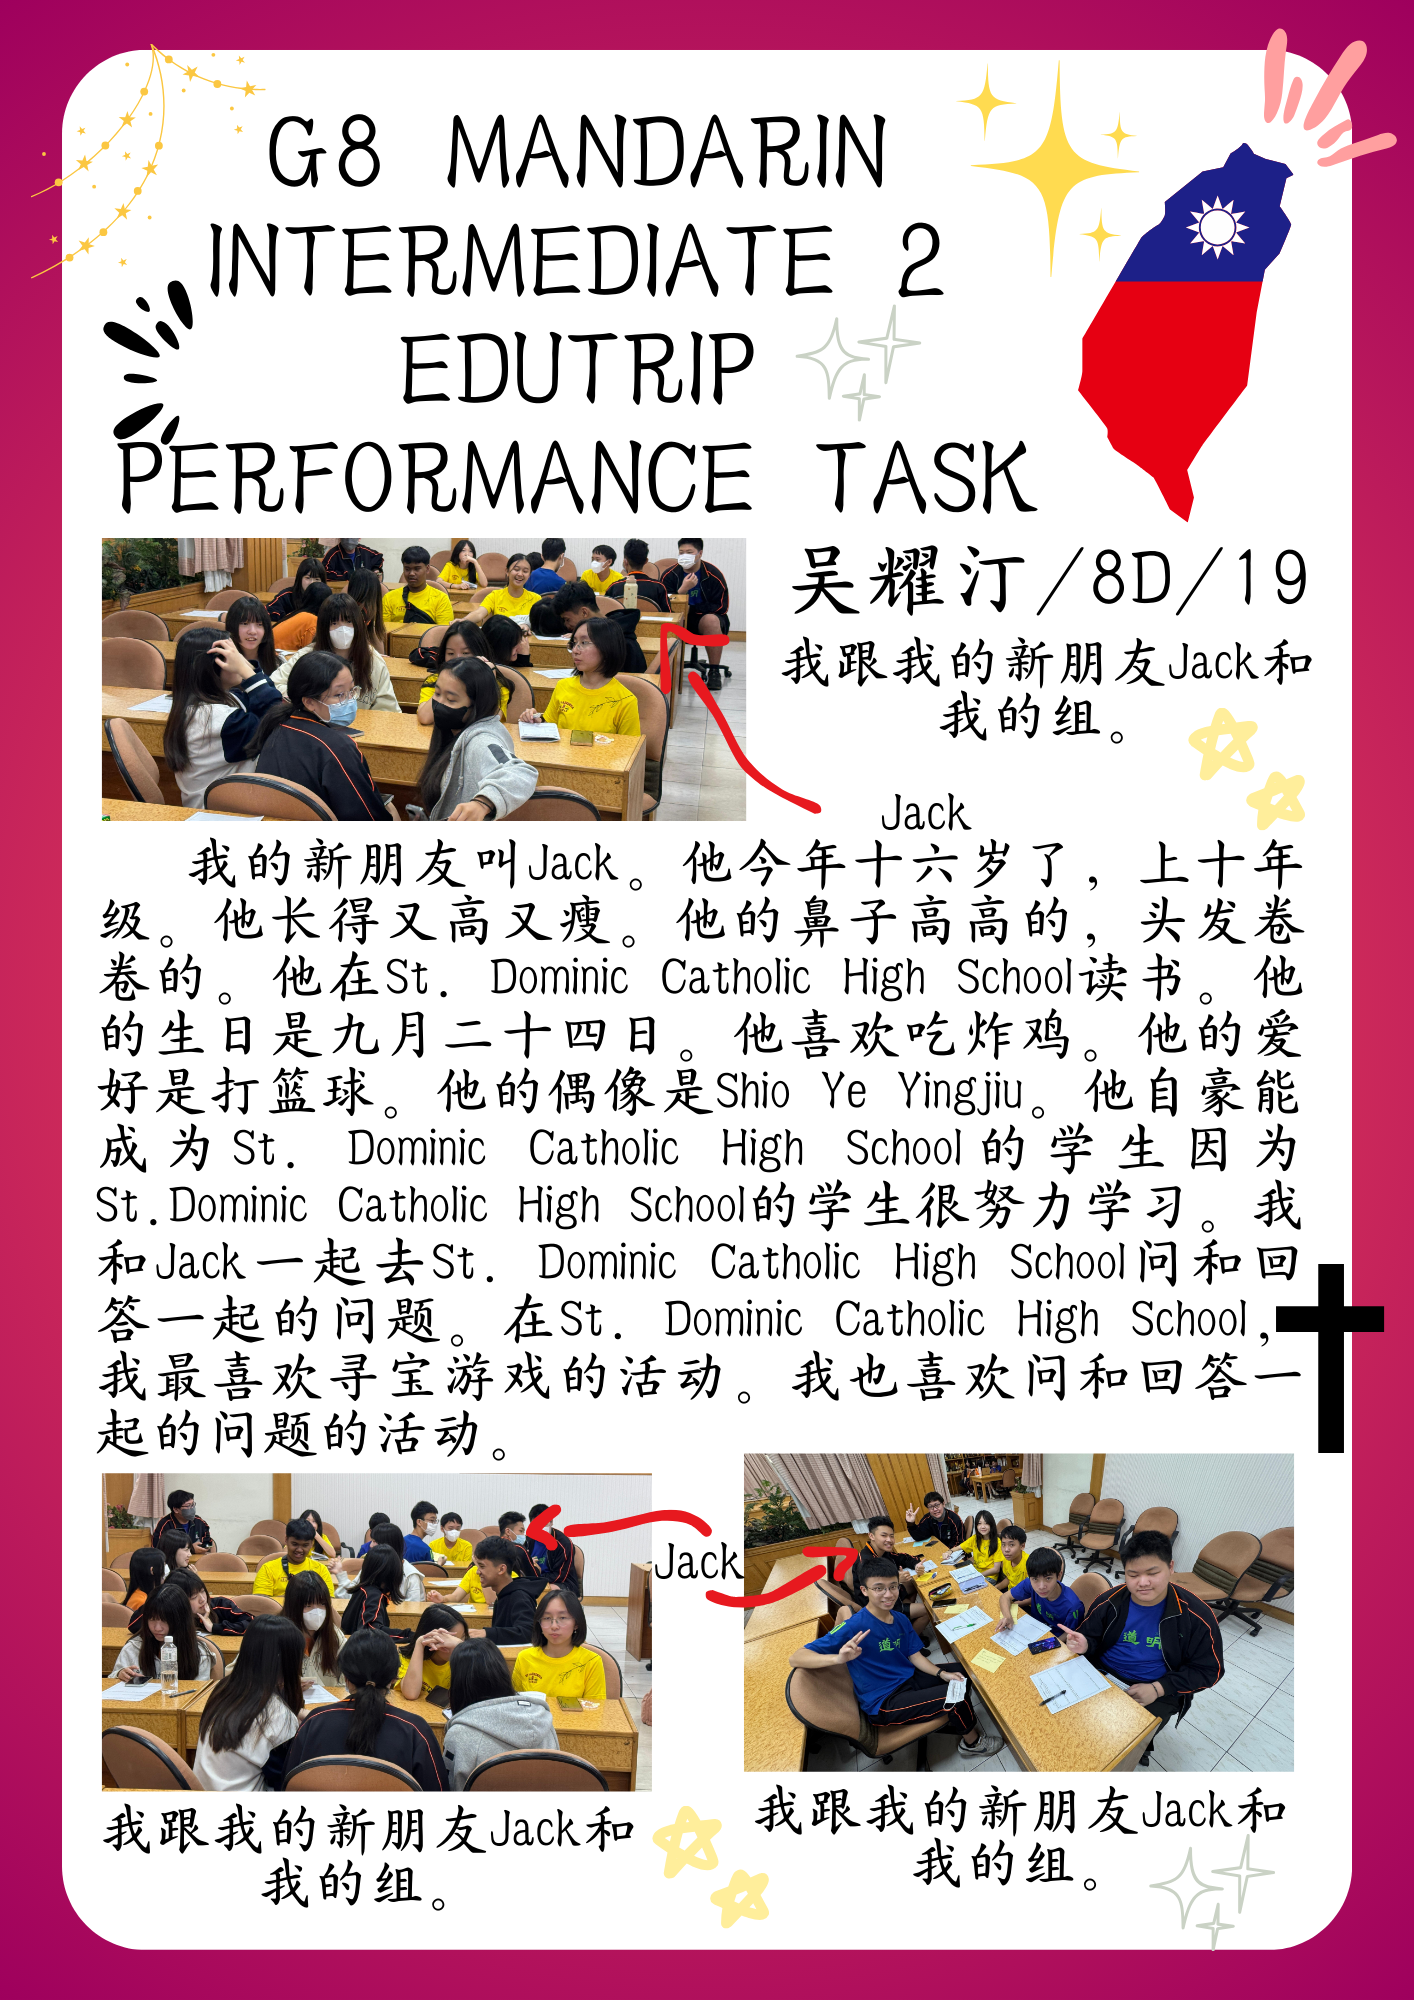 G8 MANDARIN
INTERMEDIATE 2
EDUTRIP
PERFORMANCE TASK
吴耀汀/8D/19
我跟我的新朋友Jack和
我的组。
Jack
我的新朋友叫Jack。他今年十六岁了，上十年
级。他长得又高又瘦。他的鼻子高高的，头发卷
卷的。他在St. Dominic Catholic High School读书。他
的生日是九月二十四日。他喜欢吃炸鸡。他的爱
好是打篮球。他的偶像是Shio Ye Yingjiu。他自豪能
成为St. Dominic Catholic High School的学生因为
St.Dominic Catholic High School的学生很努力学习。我
和Jack一起去St. Dominic Catholic High School问和回
答一起的问题。在St. Dominic Catholic High School,
我最喜欢寻宝游戏的活动。我也喜欢问和回答一
起的问题的活动。
Jack
道明
道明
我跟我的新朋友Jack和
我的组。
我跟我的新朋友Jack和
我的组。